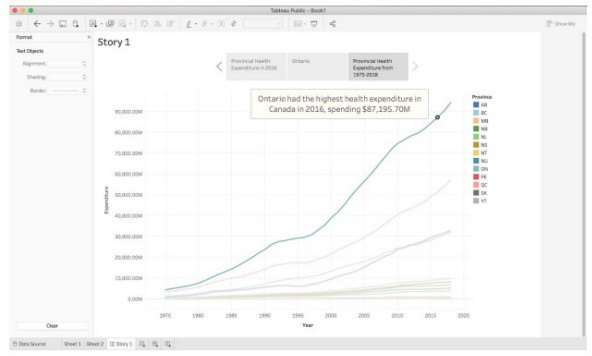 Tableau Public - Book1
Show Me
Format
Text Objects
Alignment:
Shading:
Border:
Clear
Story 1
Provincial Health
Expenditure in 2016
Ontario
Provincial Health
Expenditure from
1975-2018
Ontario had the highest health expenditure in
Canada in 2016, spending $87,195.70M
Expenditure
90,000.00M
80,000.00M
70,000.00M
60,000.00M
50,000.00M
40,000.00M
30,000.00M
20,000.00M
10,000.00M
0.00M
1975
1980
1985
1990
1995
2000
2005
2010
2015
2020
Year
Province
AB
BC
MB
NB
NL
NS
NT
NU
ON
PE
QC
SK
YT
Data Source
Sheet 1
Sheet 2
Story 1